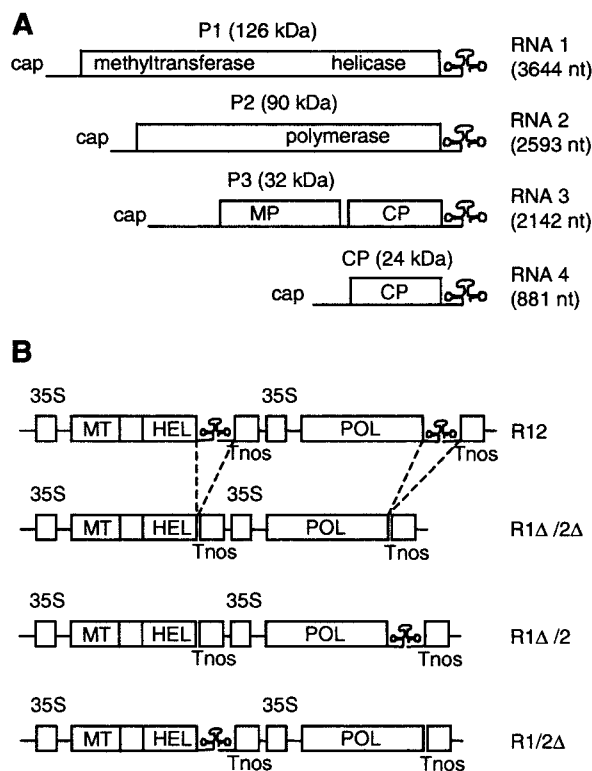 A
P1 (126 kDa)
cap methyltransferase helicase RNA 1
(3644 nt)
P2 (90 kDa)
cap polymerase RNA 2
(2593 nt)
P3 (32 kDa)
cap MP CP RNA 3
(2142 nt)
CP (24 kDa)
cap CP RNA 4
(881 nt)
B
35S 35S
MT HEL POL R12
Tnos Tnos
35S 35S
MT HEL POL R1Δ/2Δ
Tnos Tnos
35S 35S
MT HEL POL R1Δ/2
Tnos Tnos
35S 35S
MT HEL POL R1/2Δ
Tnos Tnos